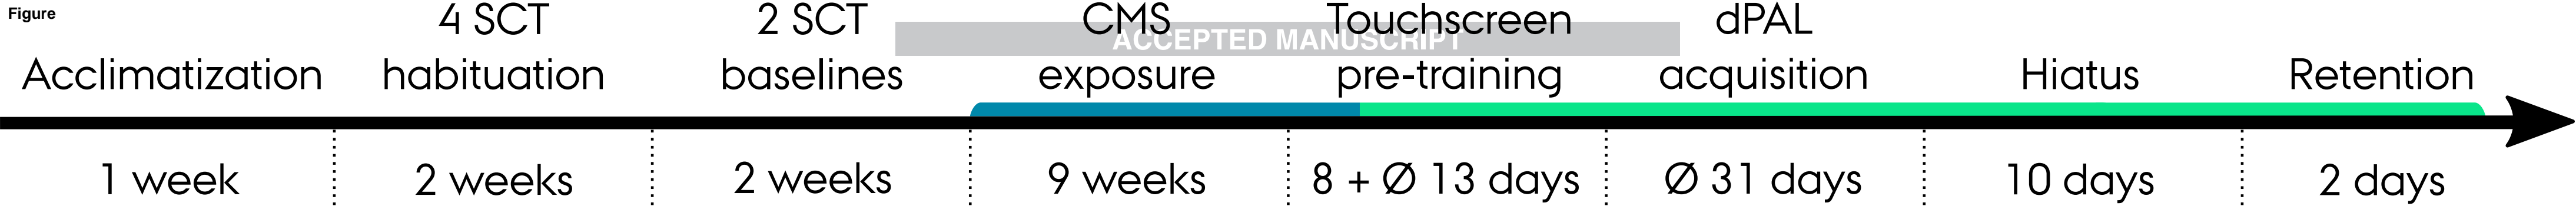 Figure
4 SCT
2 SCT
CMS
Touchscreen
dPAL
ACCEPTED MANUSCRIPT
Acclimatization
habituation
baselines
exposure
pre-training
acquisition
Hiatus
Retention
1 week
2 weeks
2 weeks
9 weeks
8 + Ø 13 days
Ø 31 days
10 days
2 days